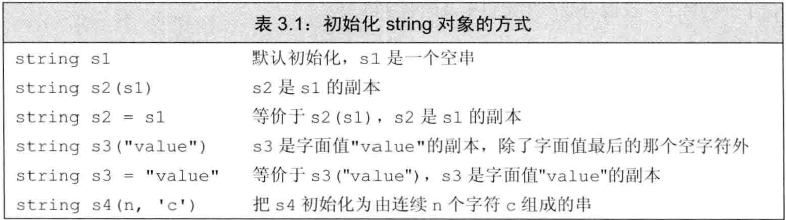 表 3.1：初始化 string 对象的方式
string s1 默认初始化，s1 是一个空串
string s2(s1) s2 是 s1 的副本
string s2 = s1 等价于 s2(s1)，s2 是 s1 的副本
string s3("value") s3 是字面值"value"的副本，除了字面值最后的那个空字符外
string s3 = "value" 等价于 s3("value")，s3 是字面值"value"的副本
string s4(n, 'c') 把 s4 初始化为由连续 n 个字符 c 组成的串